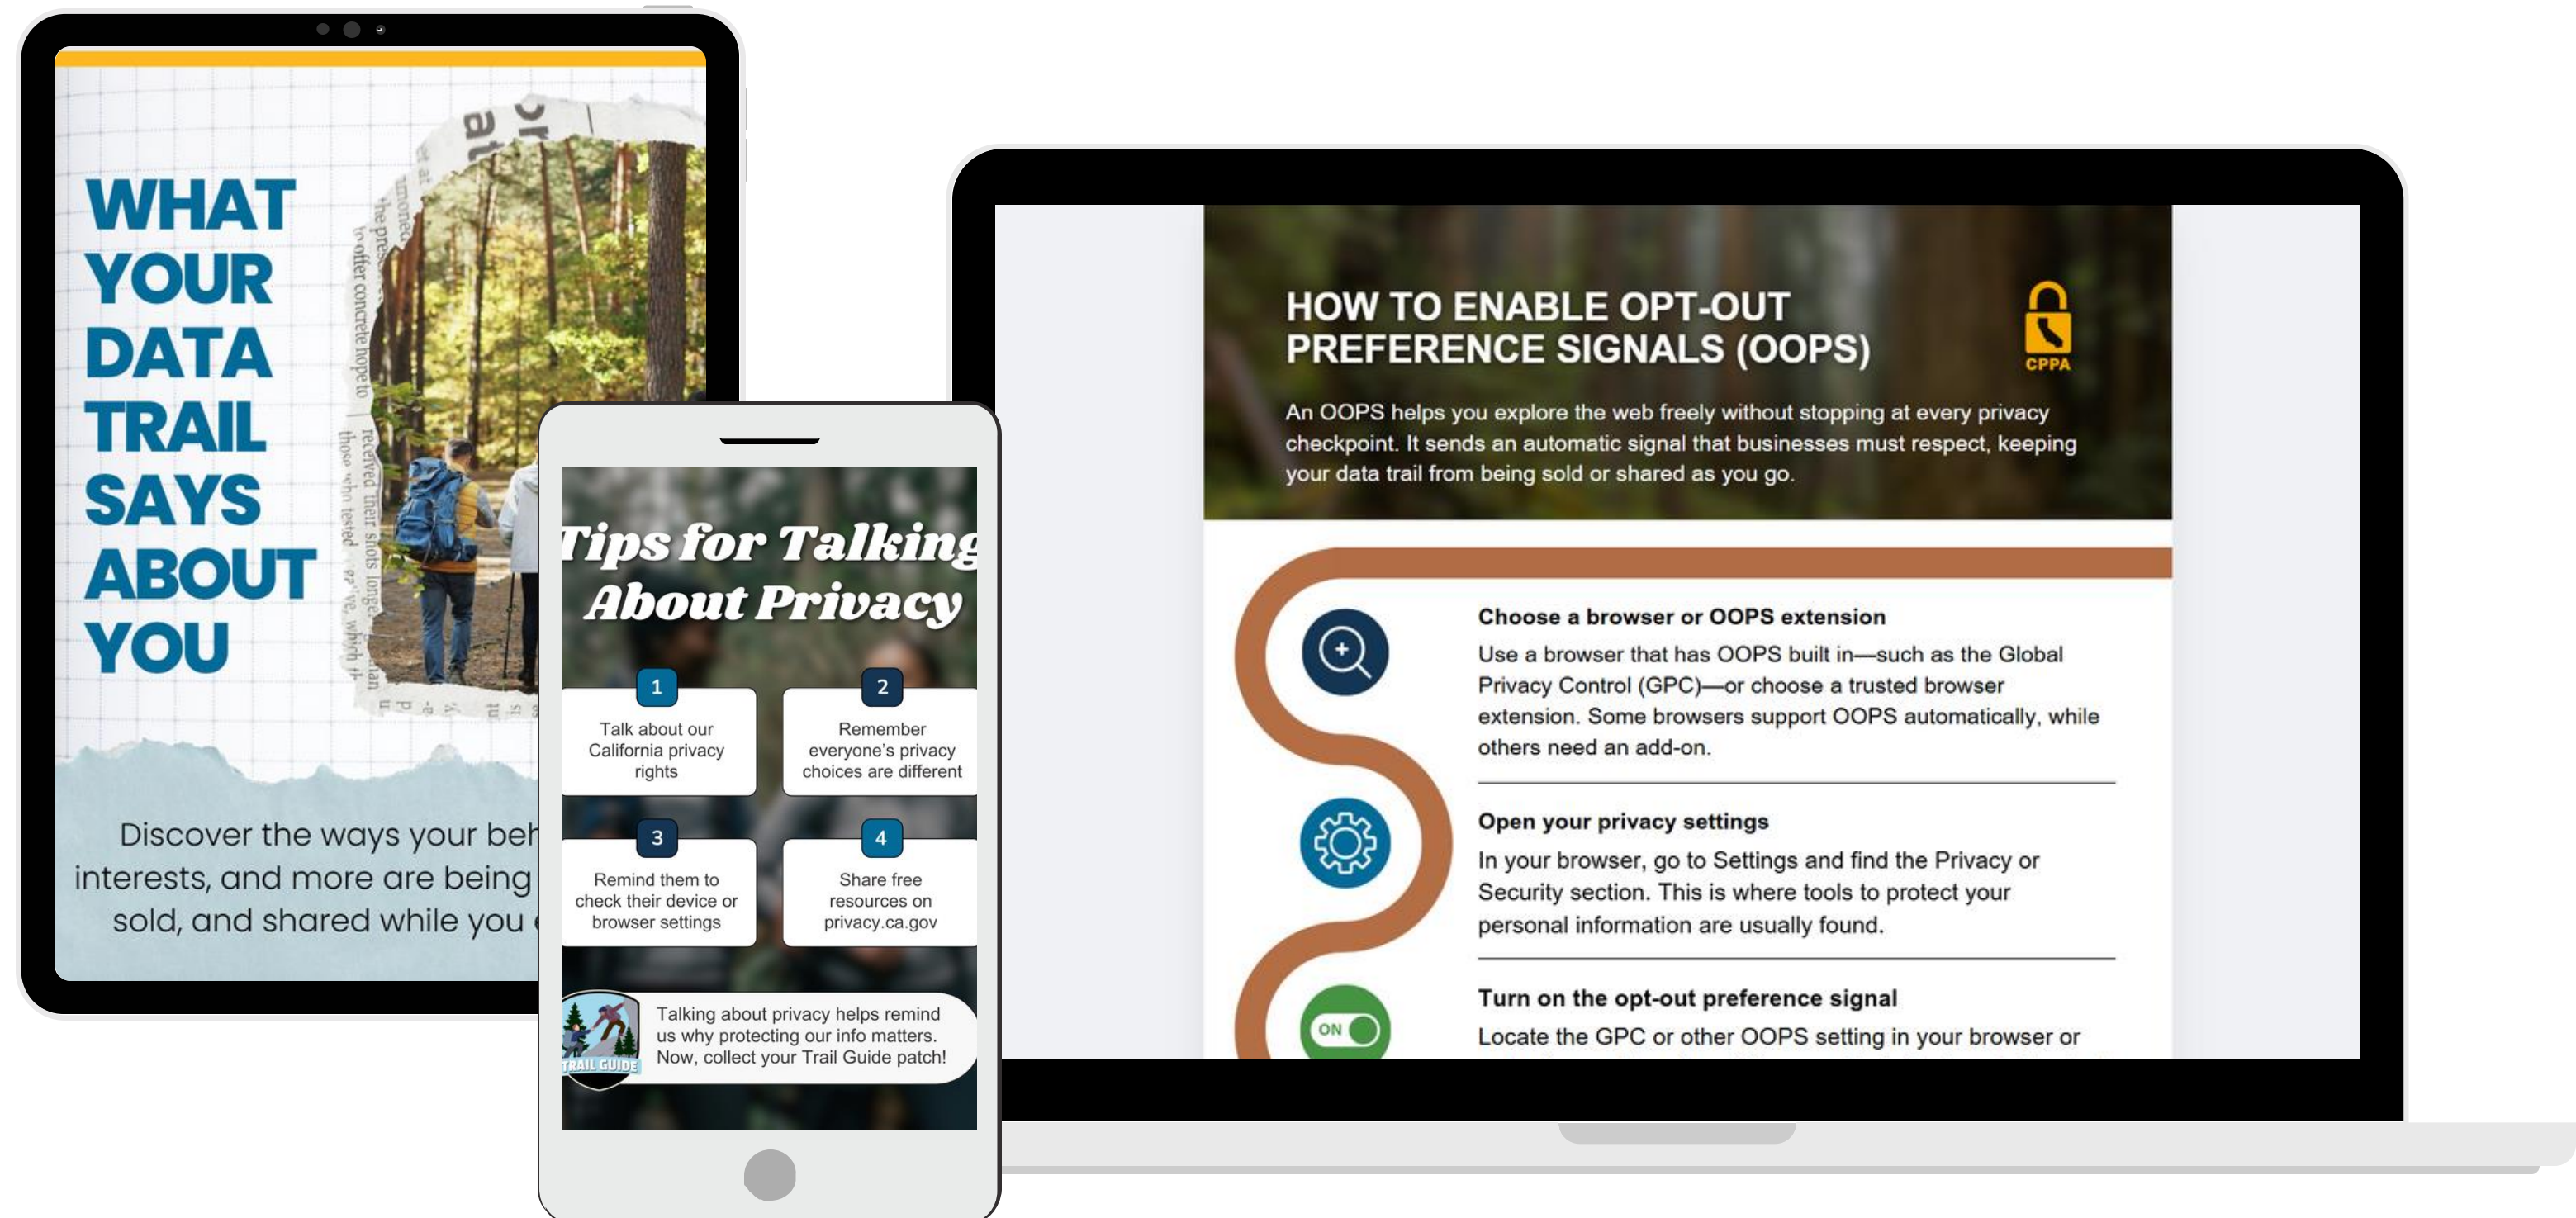 WHAT
YOUR
DATA
TRAIL
SAYS
ABOUT
YOU
Discover the ways your
interests, and more are being
sold, and shared while you
Tips for Talking
About Privacy
1
Talk about our
California privacy
rights
2
Remember
everyone's privacy
choices are different
3
Remind them to
check their device or
browser settings
4
Share free
resources on
privacy.ca.gov
TRAIL GUIDE
Talking about privacy helps remind
us why protecting our info matters.
Now, collect your Trail Guide patch!
HOW TO ENABLE OPT-OUT
PREFERENCE SIGNALS (OOPS)
CPPA
An OOPS helps you explore the web freely without stopping at every privacy
checkpoint. It sends an automatic signal that businesses must respect, keeping
your data trail from being sold or shared as you go.
Choose a browser or OOPS extension
Use a browser that has OOPS built in—such as the Global
Privacy Control (GPC)—or choose a trusted browser
extension. Some browsers support OOPS automatically, while
others need an add-on.
Open your privacy settings
In your browser, go to Settings and find the Privacy or
Security section. This is where tools to protect your
personal information are usually found.
ON
Turn on the opt-out preference signal
Locate the GPC or other OOPS setting in your browser or